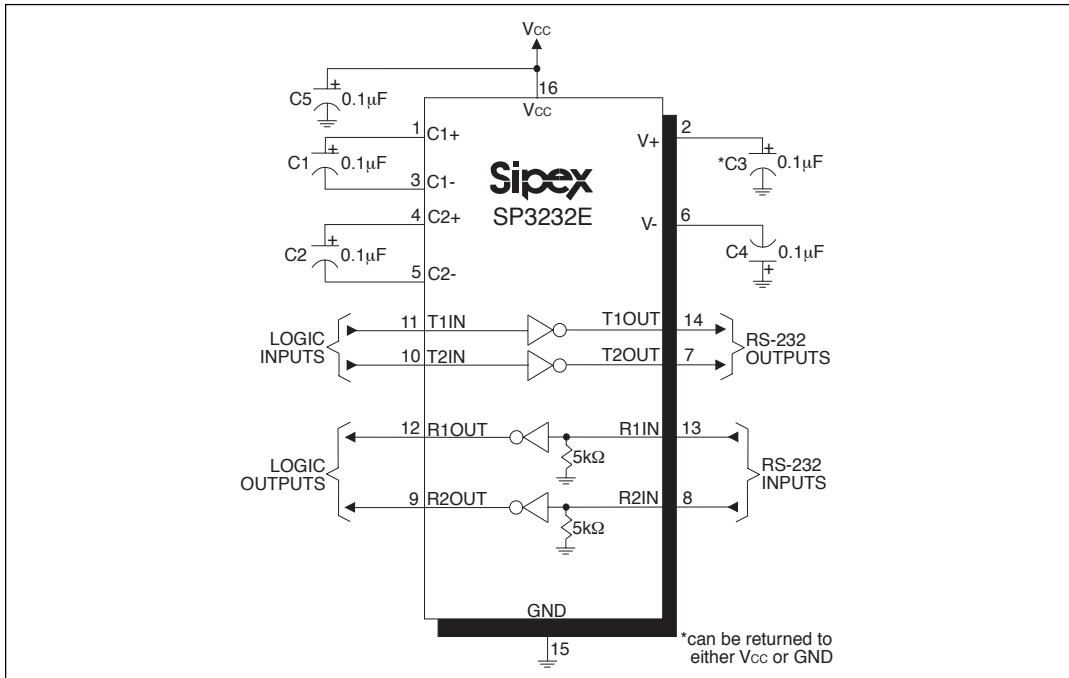 VCC
16
C5
+
0.1µF
VCC
1
C1+
C1
+
0.1µF
3
C1-
4
C2+
C2
+
0.1µF
5
C2-
V+
2
*C3
+
0.1µF
V-
6
C4
0.1µF
+
Sipex
SP3232E
LOGIC
INPUTS
11
T1IN
T1OUT
14
10
T2IN
T2OUT
7
RS-232
OUTPUTS
LOGIC
OUTPUTS
12
R1OUT
R1IN
13
5kΩ
9
R2OUT
R2IN
8
5kΩ
RS-232
INPUTS
GND
15
*can be returned to
either VCC or GND